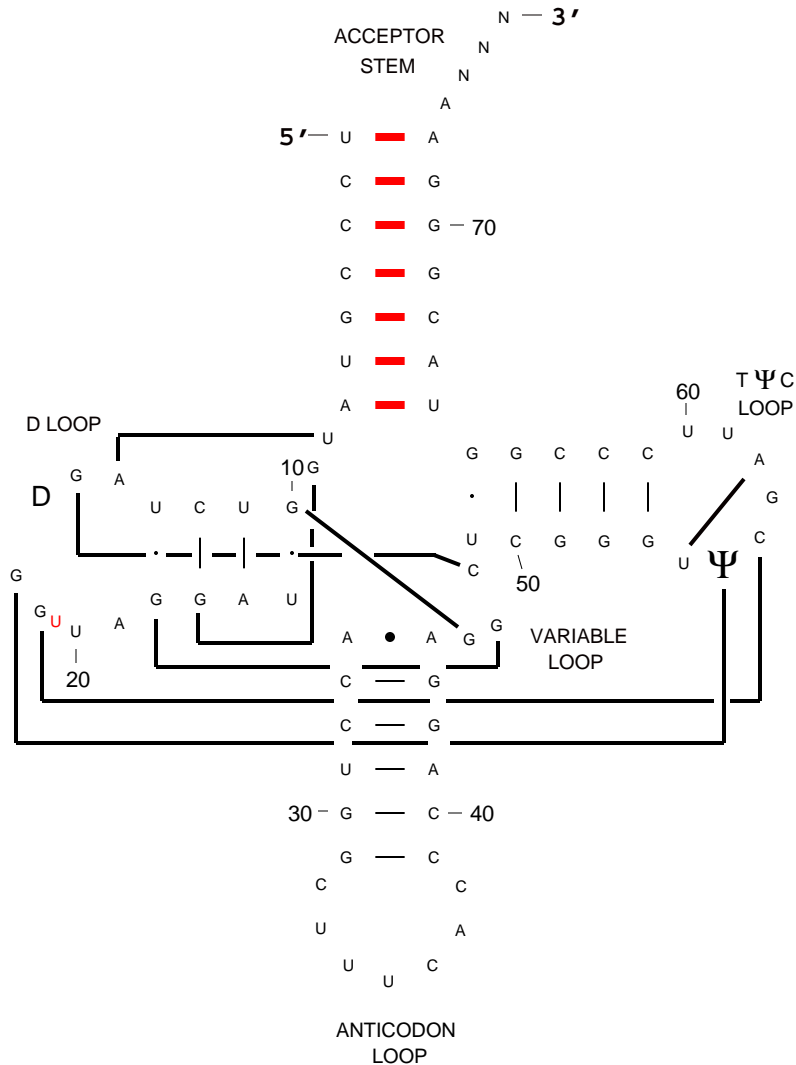 N 3'
ACCEPTOR N
STEM N
A
5' U A
C G
C G 70
C G
G C
U A
A U
T Ψ C
LOOP
60
D LOOP
U U U
G A 10 G G G C C C A
D U C U G G
U C G G G U Ψ C
G C 50
G U U A G G A U
20
A A G G VARIABLE
LOOP
C G
C G
U A
30 G C 40
G C
C C
U A
U U C
ANTICODON
LOOP